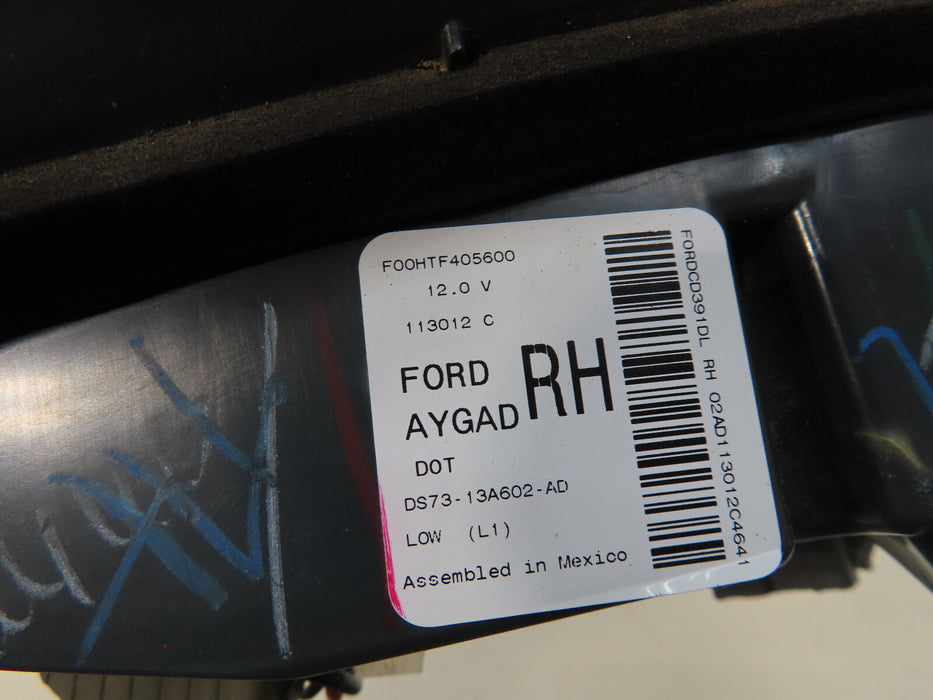 F00HTF405600
12.0 V
113012 C
FORD
AYGAD
RH
DOT
DS73-13A602-AD
LOW (L1)
Assembled in Mexico
FORDCD391DL RH 02AD113012C4641